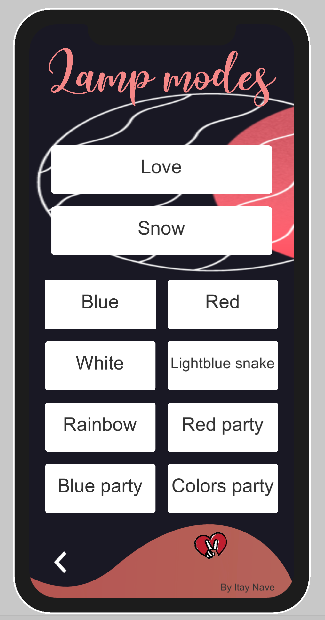 Lamp modes
Love
Snow
Blue
Red
White
Lightblue snake
Rainbow
Red party
Blue party
Colors party
By Itay Nave